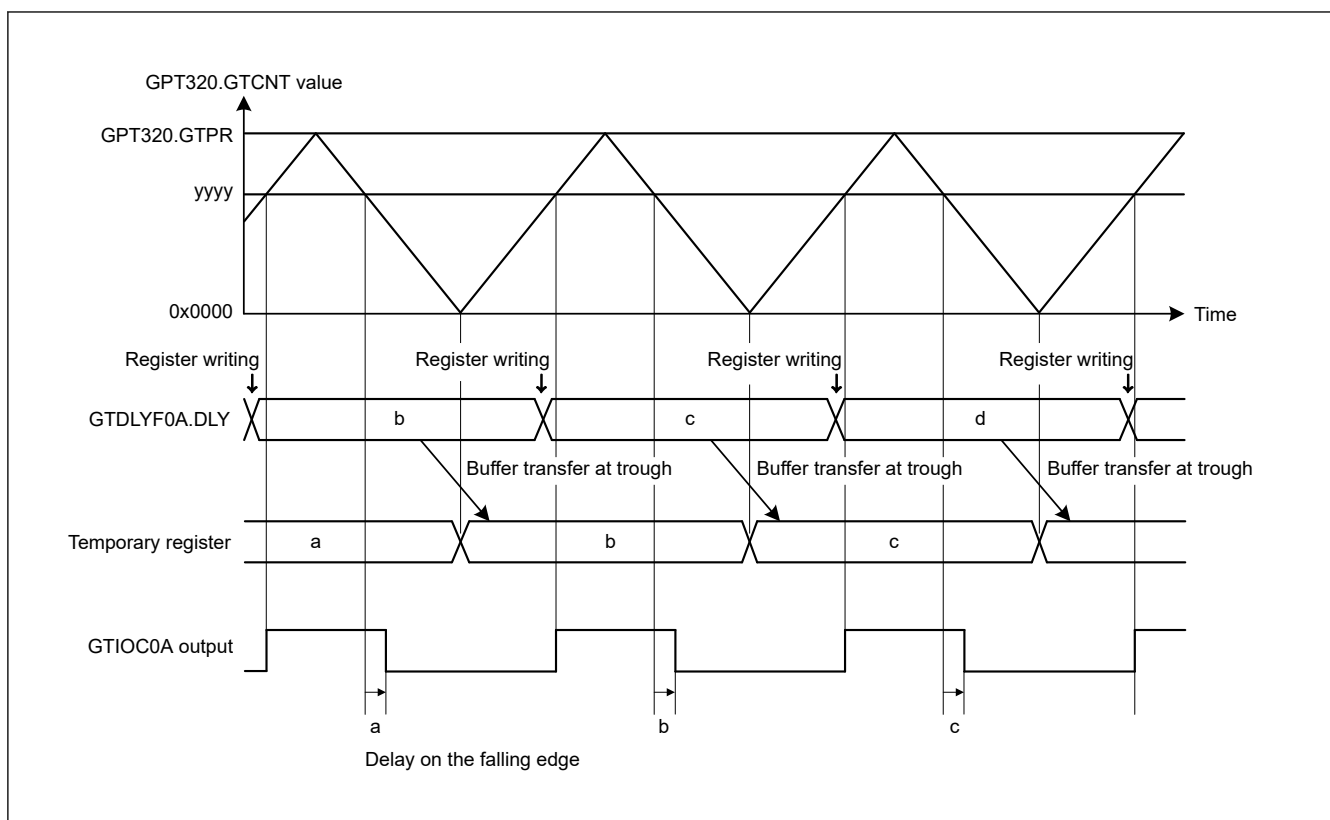 GPT320.GTCNT value
GPT320.GTPR
yyyy
0x0000
Time
Register writing
Register writing
Register writing
Register writing
GTDLYF0A.DLY
b
c
d
Buffer transfer at trough
Buffer transfer at trough
Buffer transfer at trough
Temporary register
a
b
c
GTIOC0A output
a
b
c
Delay on the falling edge